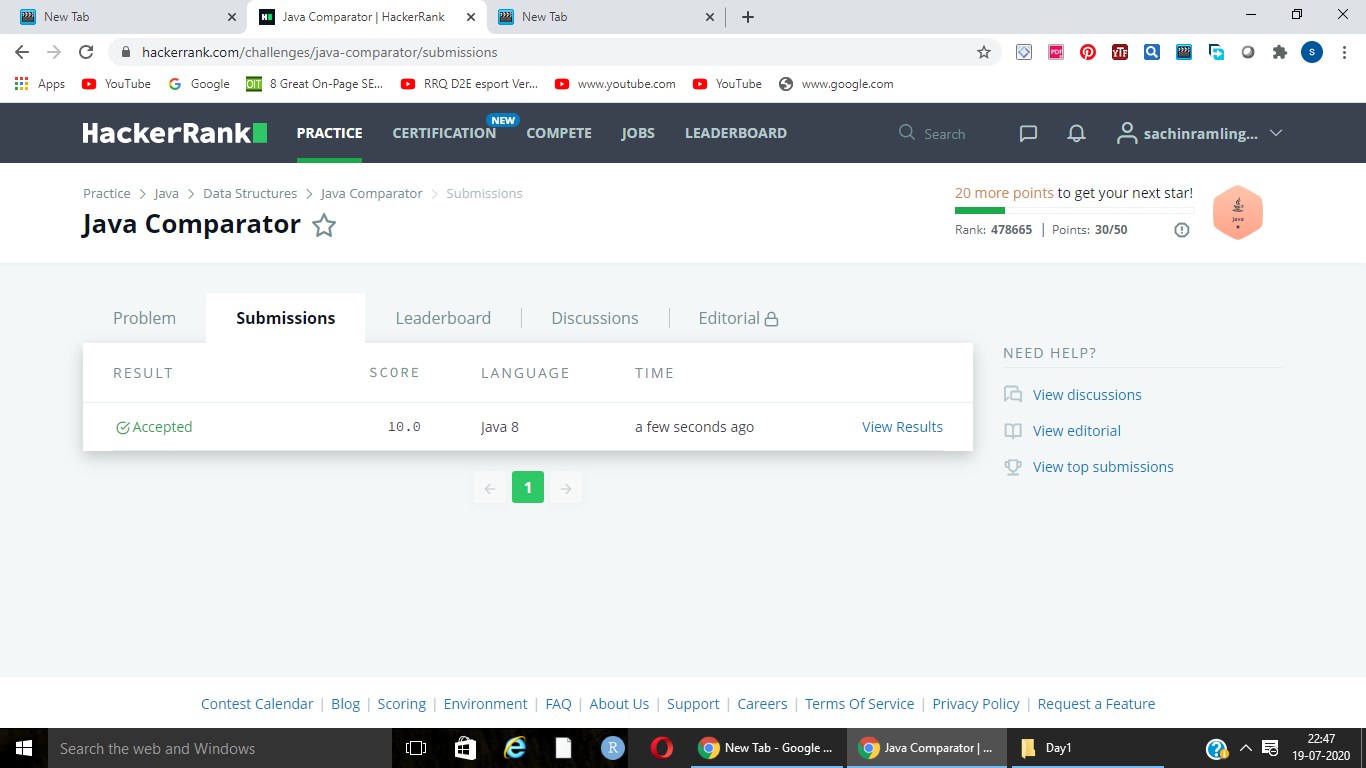 New Tab
Java Comparator | HackerRank
New Tab
hackerrank.com/challenges/java-comparator/submissions
PDF
YTF
S
Apps YouTube Google OIT 8 Great On-Page SE... RRQ D2E esport Ver... www.youtube.com YouTube www.google.com
HackerRank PRACTICE CERTIFICATION NEW COMPETE JOBS LEADERBOARD Search sachinramling...
Practice > Java > Data Structures > Java Comparator > Submissions
Java Comparator
20 more points to get your next star!
Rank: 478665 | Points: 30/50
Java
Problem Submissions Leaderboard Discussions Editorial
RESULT SCORE LANGUAGE TIME
Accepted 10.0 Java 8 a few seconds ago View Results
1
NEED HELP?
View discussions
View editorial
View top submissions
Contest Calendar | Blog | Scoring | Environment | FAQ | About Us | Support | Careers | Terms Of Service | Privacy Policy | Request a Feature
Search the web and Windows
R
New Tab - Google ...
Java Comparator | ...
Day1
22:47
19-07-2020